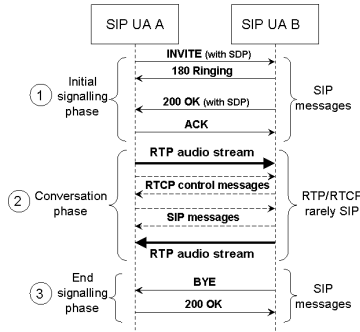 SIP UA A
SIP UA B
INVITE (with SDP)
180 Ringing
200 OK (with SDP)
ACK
1
Initial
signalling
phase
SIP
messages
RTP audio stream
RTCP control messages
SIP messages
RTP audio stream
2
Conversation
phase
RTP/RTCP
rarely SIP
BYE
200 OK
3
End
signalling
phase
SIP
messages